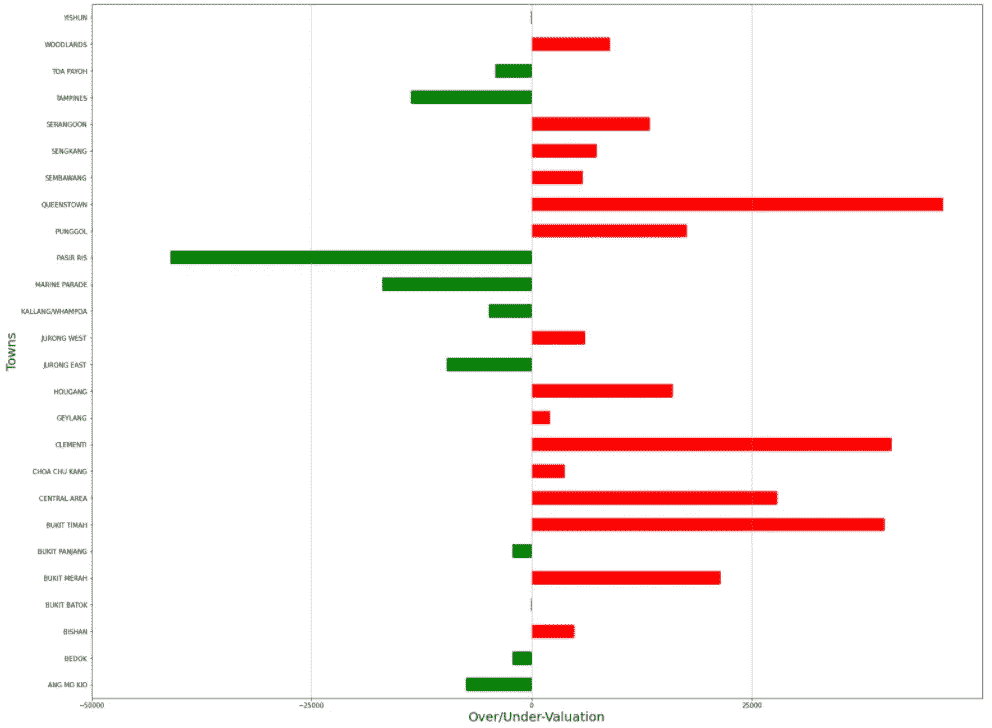 YISHUN
WOODLANDS
TOA PAYOH
TAMPINES
SERANGOON
SENGKANG
SEMBAWANG
QUEENSTOWN
PUNGGOL
PASIR RIS
MARINE PARADE
KALLANG/WHAMPOA
JURONG WEST
JURONG EAST
HOUGANG
GEYLANG
CLEMENTI
CHOA CHU KANG
CENTRAL AREA
BUKIT TIMAH
BUKIT PANJANG
BUKIT MERAH
BUKIT BATOK
BISHAN
BEDOK
ANG MO KIO
Towns
−50000 −25000 0 25000
Over/Under-Valuation